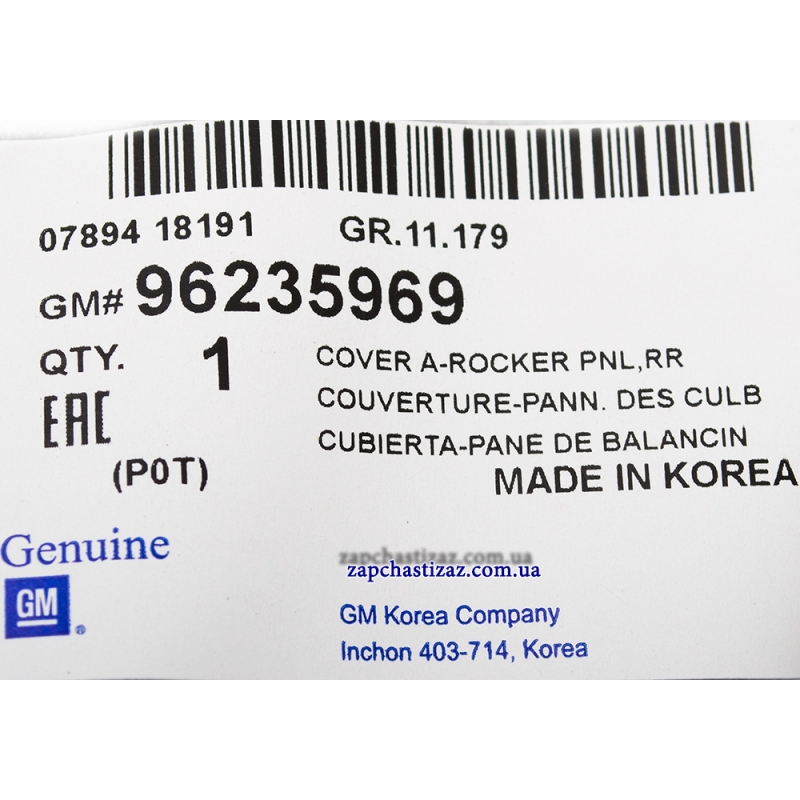 07894 18191 GR.11.179
GM# 96235969
QTY. 1 COVER A-ROCKER PNL,RR
COUVERTURE-PANN. DES CULB
EAC CUBIERTA-PANE DE BALANCIN
(P0T) MADE IN KOREA
Genuine
zapchastizaz.com.ua
zapchastizaz.com.ua
GM ® GM Korea Company
Inchon 403-714, Korea